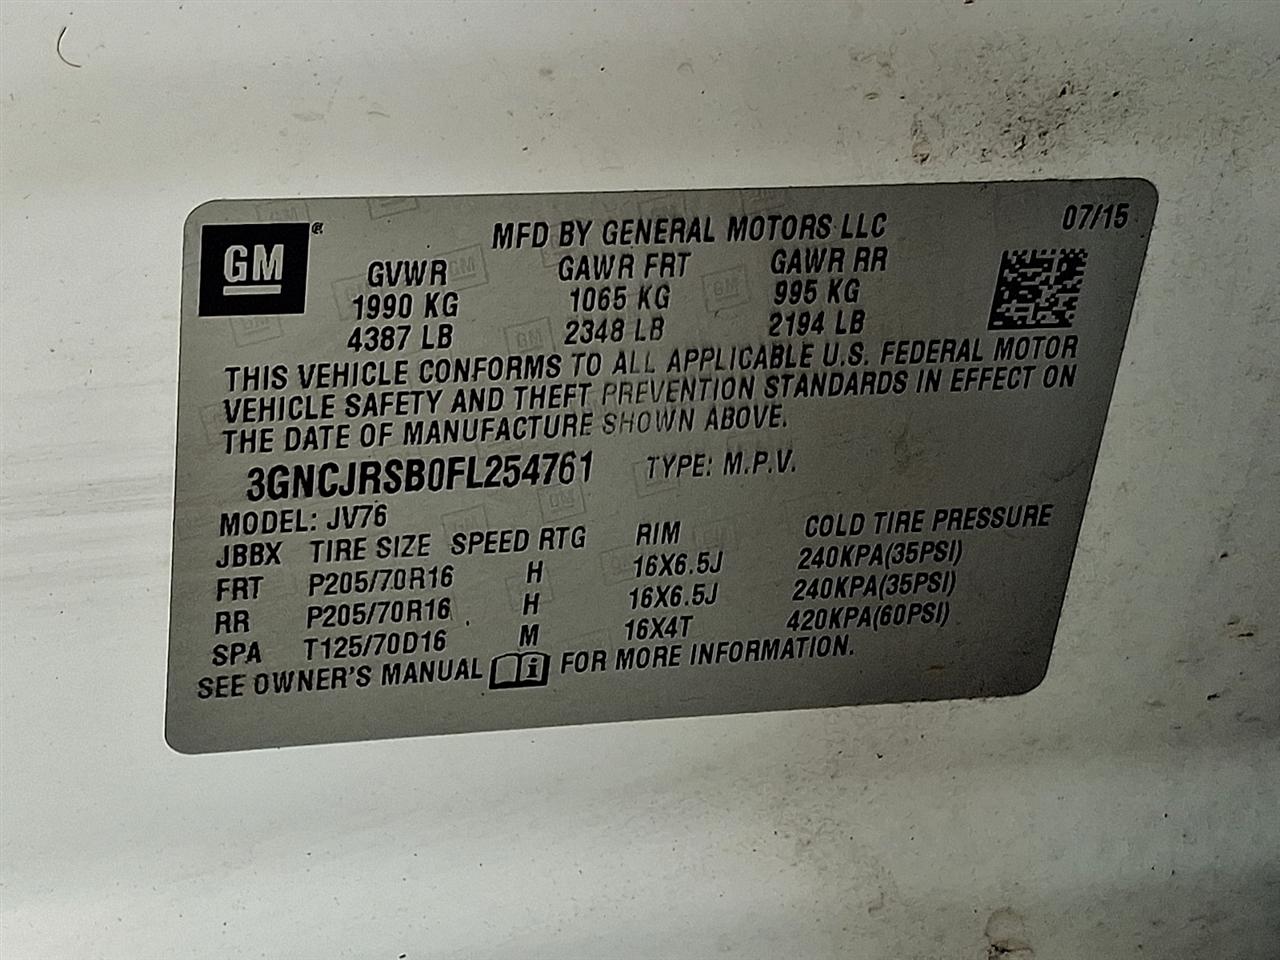 GM ® MFD BY GENERAL MOTORS LLC 07/15
GVWR GAWR FRT GAWR RR
1990 KG 1065 KG 995 KG
4387 LB 2348 LB 2194 LB
THIS VEHICLE CONFORMS TO ALL APPLICABLE U.S. FEDERAL MOTOR
VEHICLE SAFETY AND THEFT PREVENTION STANDARDS IN EFFECT ON
THE DATE OF MANUFACTURE SHOWN ABOVE.
3GNCJRSB0FL254761 TYPE: M.P.V.
MODEL: JV76
JBBX TIRE SIZE SPEED RTG RIM COLD TIRE PRESSURE
FRT P205/70R16 H 16X6.5J 240KPA(35PSI)
RR P205/70R16 H 16X6.5J 240KPA(35PSI)
SPA T125/70D16 M 16X4T 420KPA(60PSI)
SEE OWNER'S MANUAL i FOR MORE INFORMATION.